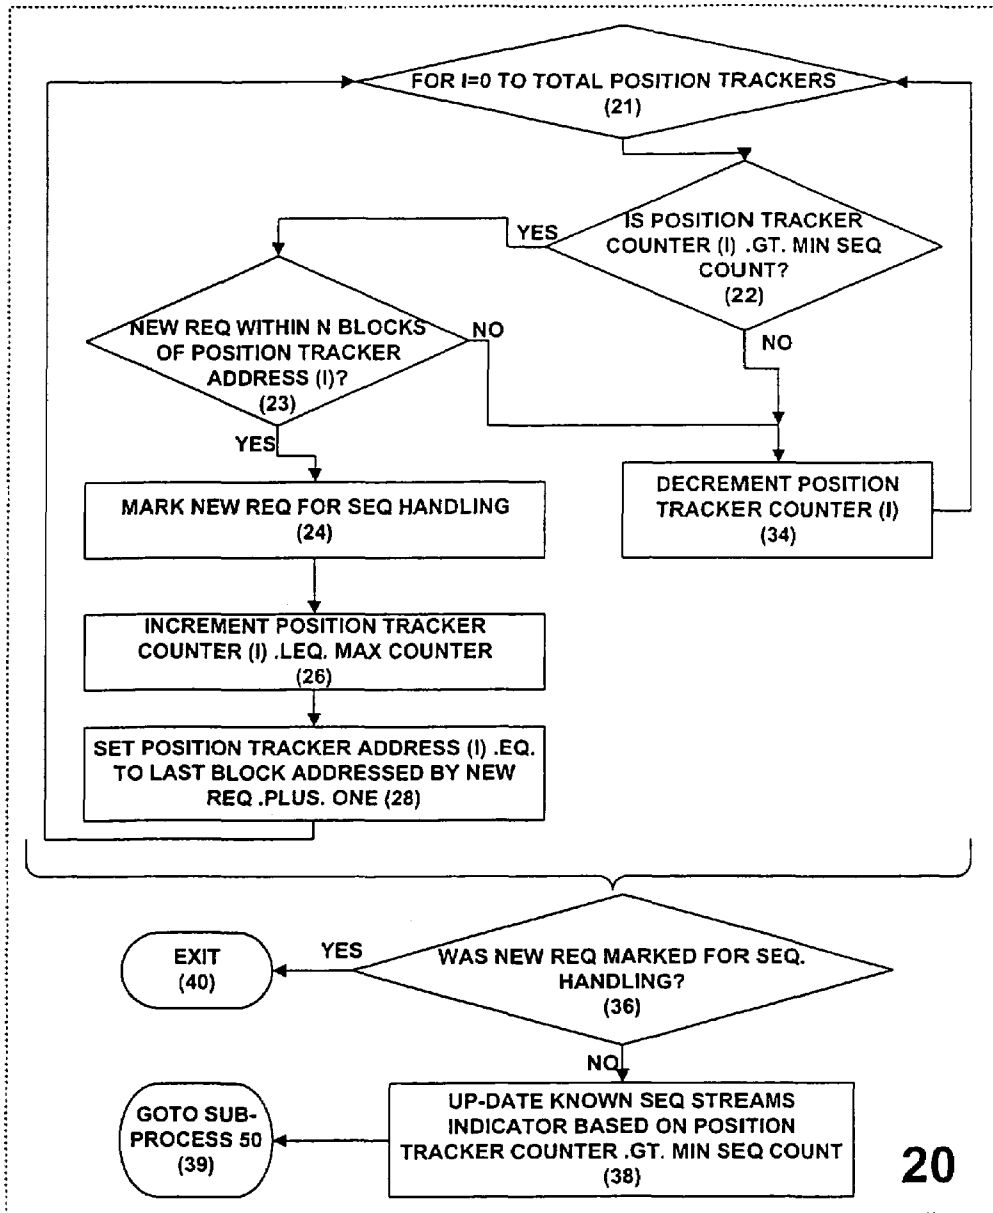 FOR I=0 TO TOTAL POSITION TRACKERS
(21)
IS POSITION TRACKER
COUNTER (I) .GT. MIN SEQ
COUNT?
(22)
YES
NO
NEW REQ WITHIN N BLOCKS
OF POSITION TRACKER
ADDRESS (I)?
(23)
NO
YES
MARK NEW REQ FOR SEQ HANDLING
(24)
DECREMENT POSITION
TRACKER COUNTER (I)
(34)
INCREMENT POSITION TRACKER
COUNTER (I) .LEQ. MAX COUNTER
(26)
SET POSITION TRACKER ADDRESS (I) .EQ.
TO LAST BLOCK ADDRESSED BY NEW
REQ .PLUS. ONE (28)
WAS NEW REQ MARKED FOR SEQ.
HANDLING?
(36)
YES
EXIT
(40)
NO
UP-DATE KNOWN SEQ STREAMS
INDICATOR BASED ON POSITION
TRACKER COUNTER .GT. MIN SEQ COUNT
(38)
GOTO SUB-
PROCESS 50
(39)
20